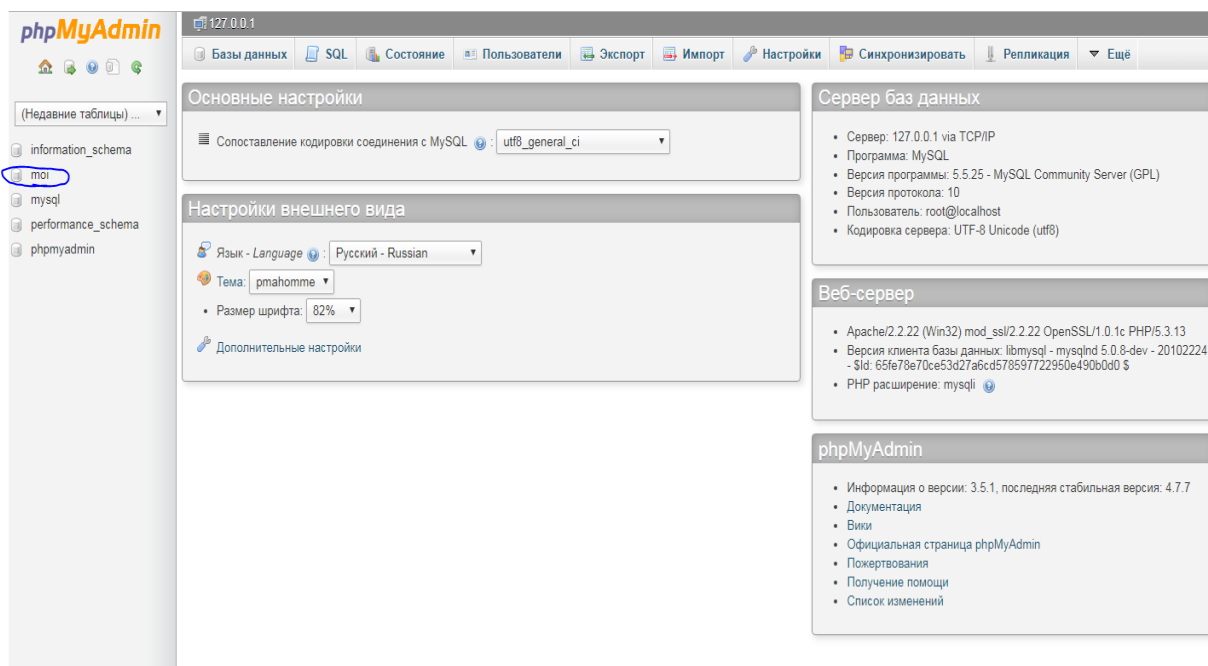 phpMyAdmin
(Недавние таблицы) ...
information_schema
moi
mysql
performance_schema
phpmyadmin
127.0.0.1
Базы данных SQL Состояние Пользователи Экспорт Импорт Настройки Синхронизировать Репликация Ещё
Основные настройки
Сопоставление кодировки соединения с MySQL : utf8_general_ci
Настройки внешнего вида
Язык - Language : Русский - Russian
Тема: pmahomme
• Размер шрифта: 82%
Дополнительные настройки
Сервер баз данных
• Сервер: 127.0.0.1 via TCP/IP
• Программа: MySQL
• Версия программы: 5.5.25 - MySQL Community Server (GPL)
• Версия протокола: 10
• Пользователь: root@localhost
• Кодировка сервера: UTF-8 Unicode (utf8)
Веб-сервер
• Apache/2.2.22 (Win32) mod_ssl/2.2.22 OpenSSL/1.0.1c PHP/5.3.13
• Версия клиента базы данных: libmysql - mysqlnd 5.0.8-dev - 20102224
- $Id: 65fe78e70ce53d27a6cd578597722950e490b0d0 $
• PHP расширение: mysqli
phpMyAdmin
• Информация о версии: 3.5.1, последняя стабильная версия: 4.7.7
• Документация
• Вики
• Официальная страница phpMyAdmin
• Пожертвования
• Получение помощи
• Список изменений